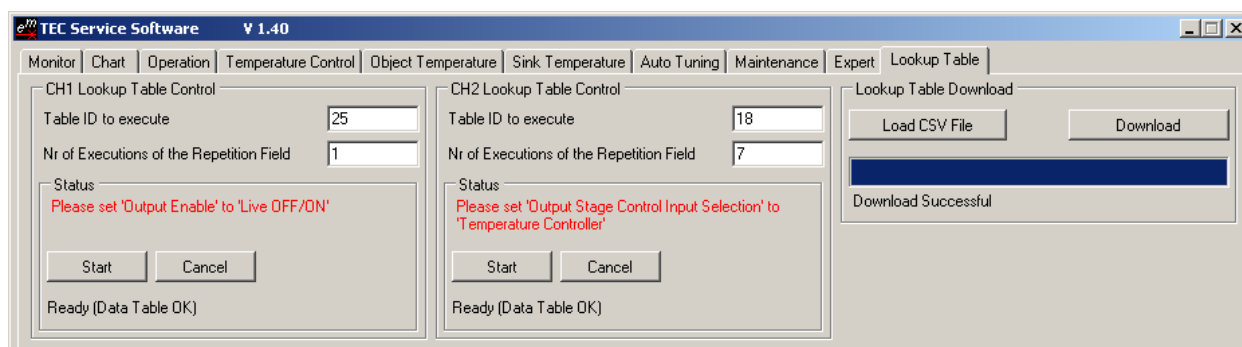 em TEC Service Software V 1.40
Monitor Chart Operation Temperature Control Object Temperature Sink Temperature Auto Tuning Maintenance Expert Lookup Table
CH1 Lookup Table Control
Table ID to execute 25
Nr of Executions of the Repetition Field 1
Status
Please set 'Output Enable' to 'Live OFF/ON'
Start Cancel
Ready (Data Table OK)
CH2 Lookup Table Control
Table ID to execute 18
Nr of Executions of the Repetition Field 7
Status
Please set 'Output Stage Control Input Selection' to
'Temperature Controller'
Start Cancel
Ready (Data Table OK)
Lookup Table Download
Load CSV File Download
Download Successful